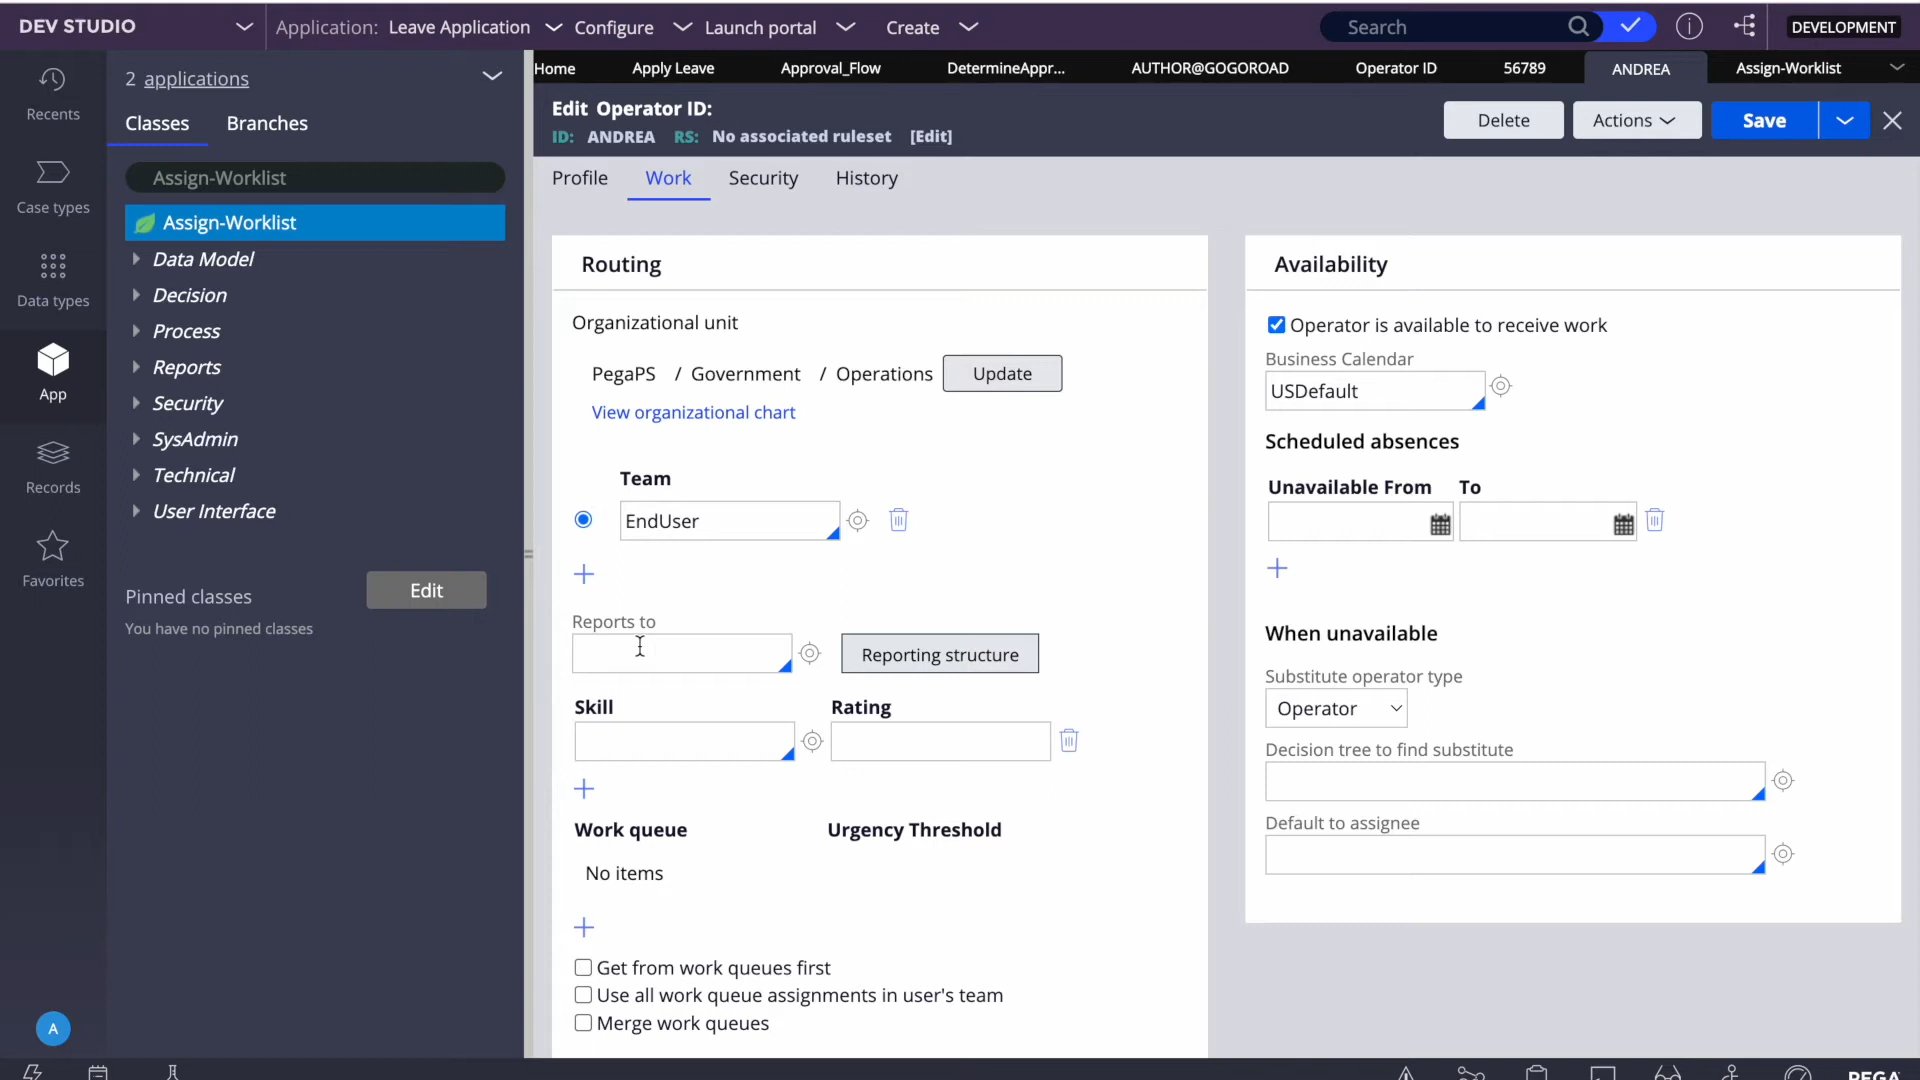 DEV STUDIO
Application: Leave Application
Configure
Launch portal
Create
Search
DEVELOPMENT
Recents
Case types
Data types
App
Records
Favorites
A
2 applications
Classes
Branches
Assign-Worklist
Assign-Worklist
Data Model
Decision
Process
Reports
Security
SysAdmin
Technical
User Interface
Pinned classes
Edit
You have no pinned classes
Home
Apply Leave
Approval_Flow
DetermineAppr...
AUTHOR@GOGOROAD
Operator ID
56789
ANDREA
Assign-Worklist
Edit Operator ID:
ID: ANDREA RS: No associated ruleset [Edit]
Delete
Actions
Save
Profile
Work
Security
History
Routing
Organizational unit
PegaPS / Government / Operations
Update
View organizational chart
Team
EndUser
Reports to
Reporting structure
Skill
Rating
Work queue
Urgency Threshold
No items
Get from work queues first
Use all work queue assignments in user's team
Merge work queues
Availability
Operator is available to receive work
Business Calendar
USDefault
Scheduled absences
Unavailable From
To
When unavailable
Substitute operator type
Operator
Decision tree to find substitute
Default to assignee
PEGA